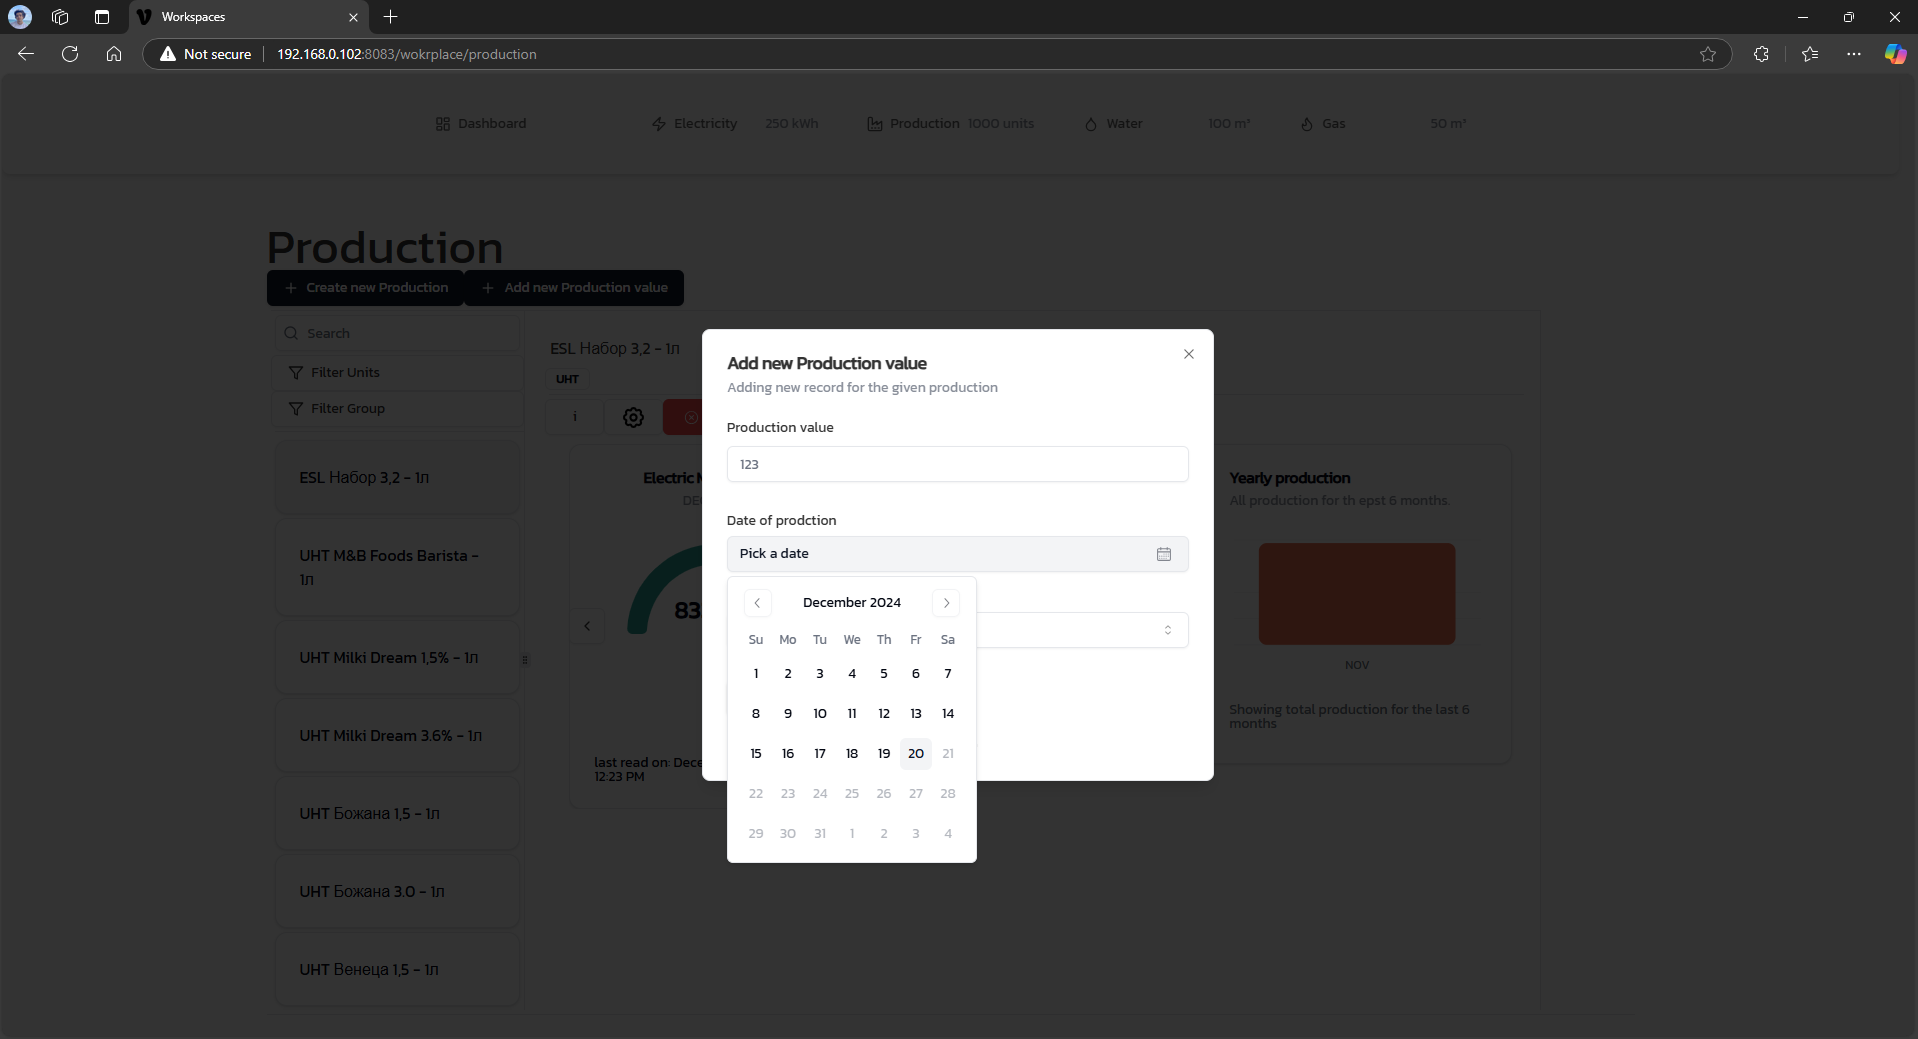 Workspaces
Not secure 192.168.0.102:8083/wokrplace/production
Dashboard Electricity 250 kWh Production 1000 units Water 100 m³ Gas 50 m³
Production
Create new Production Add new Production value
Search
Filter Units
Filter Group
ESL Набор 3,2 - 1л
UHT M&B Foods Barista -
1л
UHT Milki Dream 1,5% - 1л
UHT Milki Dream 3.6% - 1л
UHT Божана 1,5 - 1л
UHT Божана 3.0 - 1л
UHT Венеца 1,5 - 1л
ESL Набор 3,2 - 1л
UHT
i
Electric
DE
83
last read on: Dece
12:23 PM
Add new Production value
Adding new record for the given production
Production value
123
Date of prodction
Pick a date
December 2024
Su Mo Tu We Th Fr Sa
1 2 3 4 5 6 7
8 9 10 11 12 13 14
15 16 17 18 19 20 21
22 23 24 25 26 27 28
29 30 31 1 2 3 4
Yearly production
All production for th epst 6 months.
NOV
Showing total production for the last 6
months